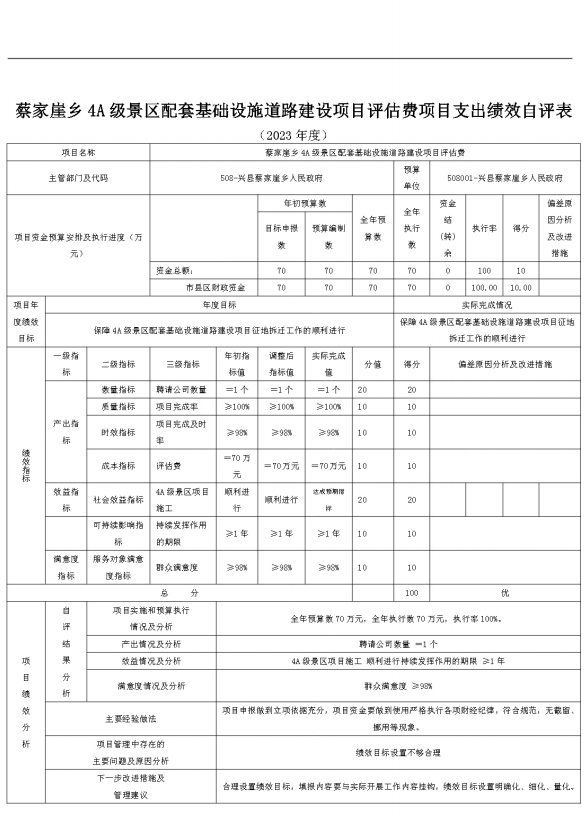 蔡家崖乡 4A 级景区配套基础设施道路建设项目评估费项目支出绩效自评表
（2023 年度）
项目名称 蔡家崖乡 4A 级景区配套基础设施道路建设项目评估费
主管部门及代码 508-兴县蔡家崖乡人民政府 预算单位 508001-兴县蔡家崖乡人民政府
项目资金预算安排及执行进度（万元） 年初预算数 全年预算数 全年执行数 资金结(转)余 执行率 得分 偏差原因分析及改进措施
目标申报数 预算编制数
资金总额: 70 70 70 70 0 100 10
市县区财政资金 70 70 70 70 0 100.00 10.00
项目年度绩效目标 年度目标 实际完成情况
保障 4A 级景区配套基础设施道路建设项目征地拆迁工作的顺利进行 保障 4A 级景区配套基础设施道路建设项目征地拆迁工作的顺利进行
绩效指标 一级指标 二级指标 三级指标 年初指标值 调整后指标值 实际完成值 分值 得分 偏差原因分析及改进措施
产出指标 数量指标 聘请公司数量 =1个 =1个 =1个 20 20
质量指标 项目完成率 ≥100% ≥100% ≥100% 10 10
时效指标 项目完成及时率 ≥98% ≥98% ≥98% 10 10
成本指标 评估费 =70万元 =70万元 =70万元 10 10
效益指标 社会效益指标 4A 级景区项目施工 顺利进行 顺利进行 达成预期指标 20 20
可持续影响指标 持续发挥作用的期限 ≥1年 ≥1年 ≥1年 10 10
满意度指标 服务对象满意度指标 群众满意度 ≥98% ≥98% ≥98% 10 10
总 分 100 优
项目绩效分析 自评结果分析 项目实施和预算执行情况及分析 全年预算数 70 万元，全年执行数 70 万元，执行率 100%。
产出情况及分析 聘请公司数量 =1个
效益情况及分析 4A 级景区项目施工 顺利进行持续发挥作用的期限 ≥1年
满意度情况及分析 群众满意度 ≥98%
主要经验做法 项目申报做到立项依据充分，项目资金要做到使用严格执行各项财经纪律，符合规范，无截留、挪用等现象。
项目管理中存在的主要问题及原因分析 绩效目标设置不够合理
下一步改进措施及管理建议 合理设置绩效目标，填报内容要与实际开展工作内容挂钩，绩效目标设置明确化、细化、量化。